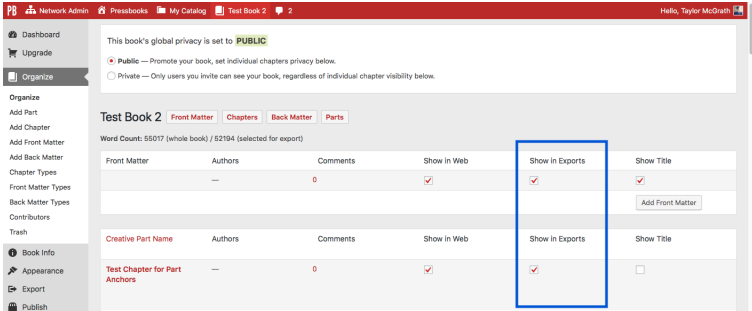 PB Network Admin Pressbooks My Catalog Test Book 2 2 Hello, Taylor McGrath
Dashboard
Upgrade
Organize
Organize
Add Part
Add Chapter
Add Front Matter
Add Back Matter
Chapter Types
Front Matter Types
Back Matter Types
Contributors
Trash
Book Info
Appearance
Export
Publish
This book's global privacy is set to PUBLIC
Public — Promote your book, set individual chapters privacy below.
Private — Only users you invite can see your book, regardless of individual chapter visibility below.
Test Book 2 Front Matter Chapters Back Matter Parts
Word Count: 55017 (whole book) / 52194 (selected for export)
Front Matter Authors Comments Show in Web Show in Exports Show Title
— 0
Add Front Matter
Creative Part Name Authors Comments Show in Web Show in Exports Show Title
Test Chapter for Part — 0
Anchors